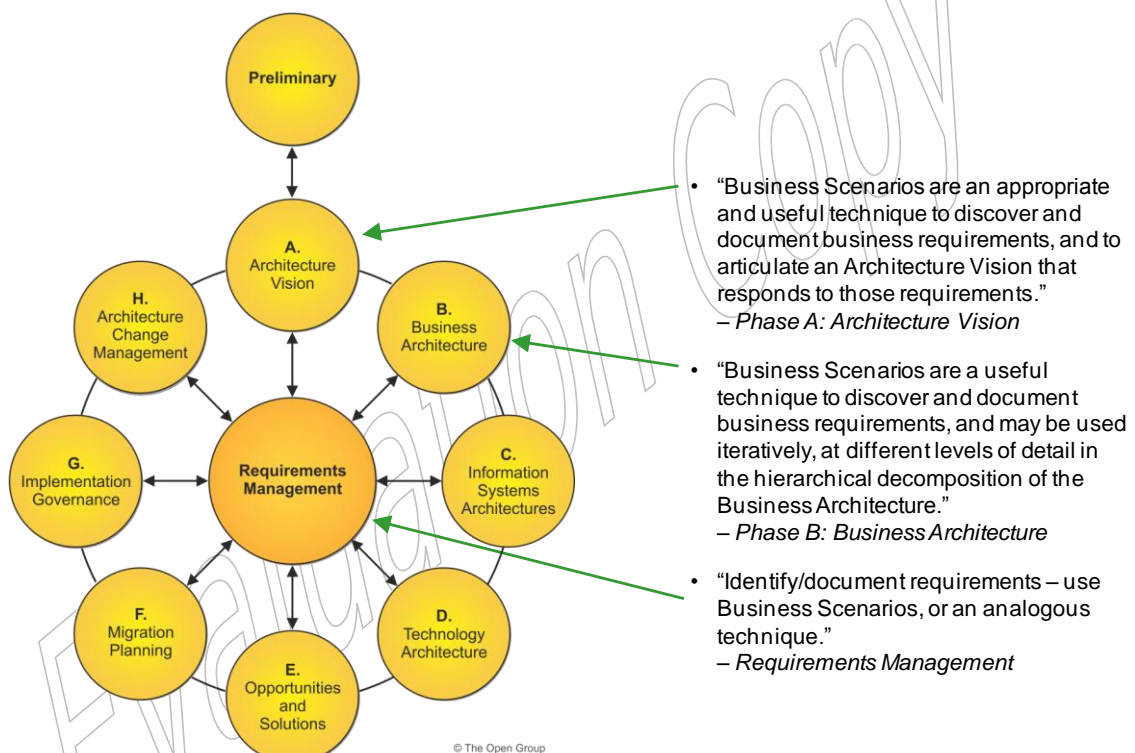 Preliminary
A.
Architecture
Vision
B.
Business
Architecture
H.
Architecture
Change
Management
Requirements
Management
G.
Implementation
Governance
C.
Information
Systems
Architectures
F.
Migration
Planning
D.
Technology
Architecture
E.
Opportunities
and
Solutions
© The Open Group
• “Business Scenarios are an appropriate
and useful technique to discover and
document business requirements, and to
articulate an Architecture Vision that
responds to those requirements.”
– Phase A: Architecture Vision
• “Business Scenarios are a useful
technique to discover and document
business requirements, and may be used
iteratively, at different levels of detail in
the hierarchical decomposition of the
Business Architecture.”
– Phase B: Business Architecture
• “Identify/document requirements – use
Business Scenarios, or an analogous
technique.”
– Requirements Management
Evaluation Copy